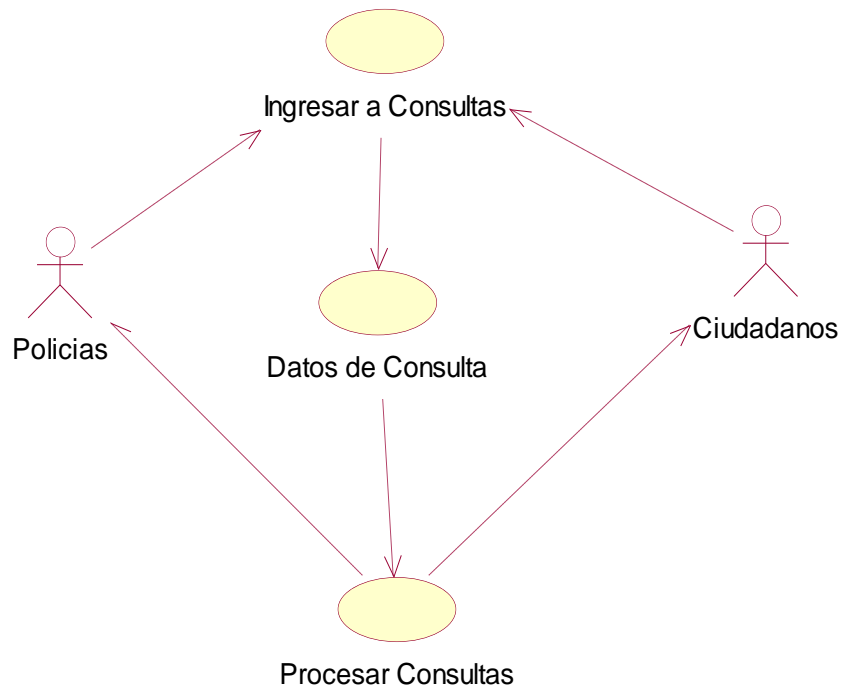 Ingresar a Consultas
Policias
Ciudadanos
Datos de Consulta
Procesar Consultas